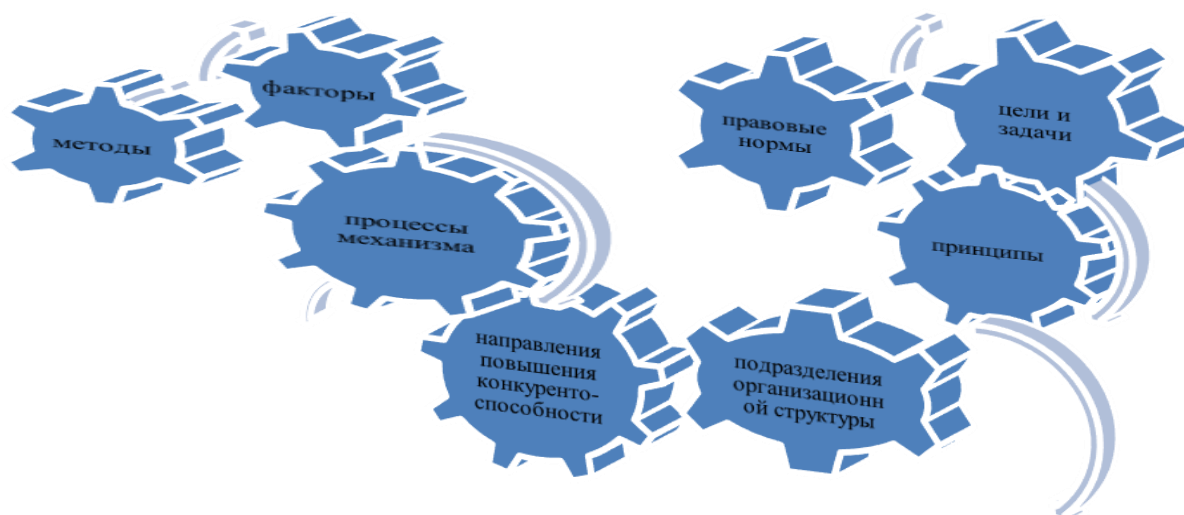 методы
факторы
процессы
механизма
направления
повышения
конкуренто-
способности
подразделения
организационн
ой структуры
правовые
нормы
цели и
задачи
принципы